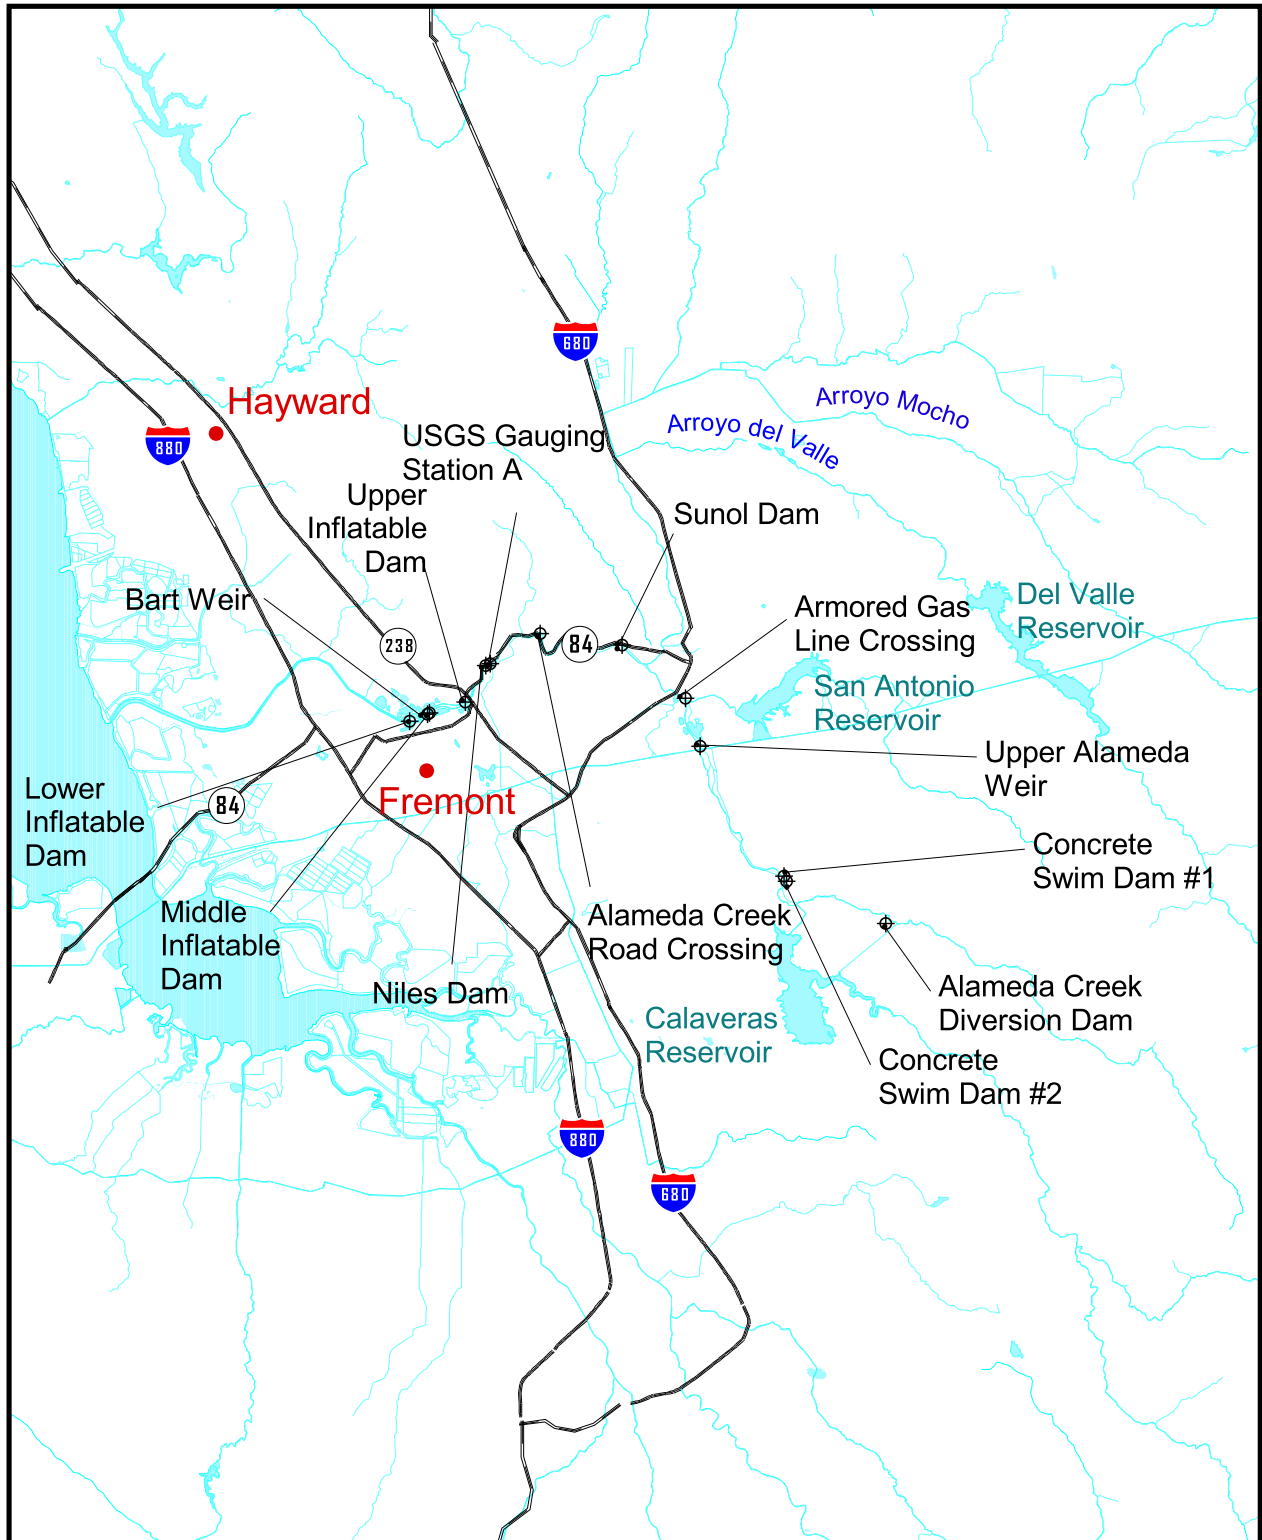 680
Hayward
880
Arroyo Mocho
Arroyo del Valle
USGS Gauging
Station A
Upper
Inflatable
Dam
Sunol Dam
Bart Weir
Armored Gas
Line Crossing
Del Valle
Reservoir
238
84
San Antonio
Reservoir
Upper Alameda
Weir
Lower
Inflatable
Dam
84
Fremont
Concrete
Swim Dam #1
Middle
Inflatable
Dam
Alameda Creek
Road Crossing
Niles Dam
Alameda Creek
Diversion Dam
Calaveras
Reservoir
Concrete
Swim Dam #2
880
680